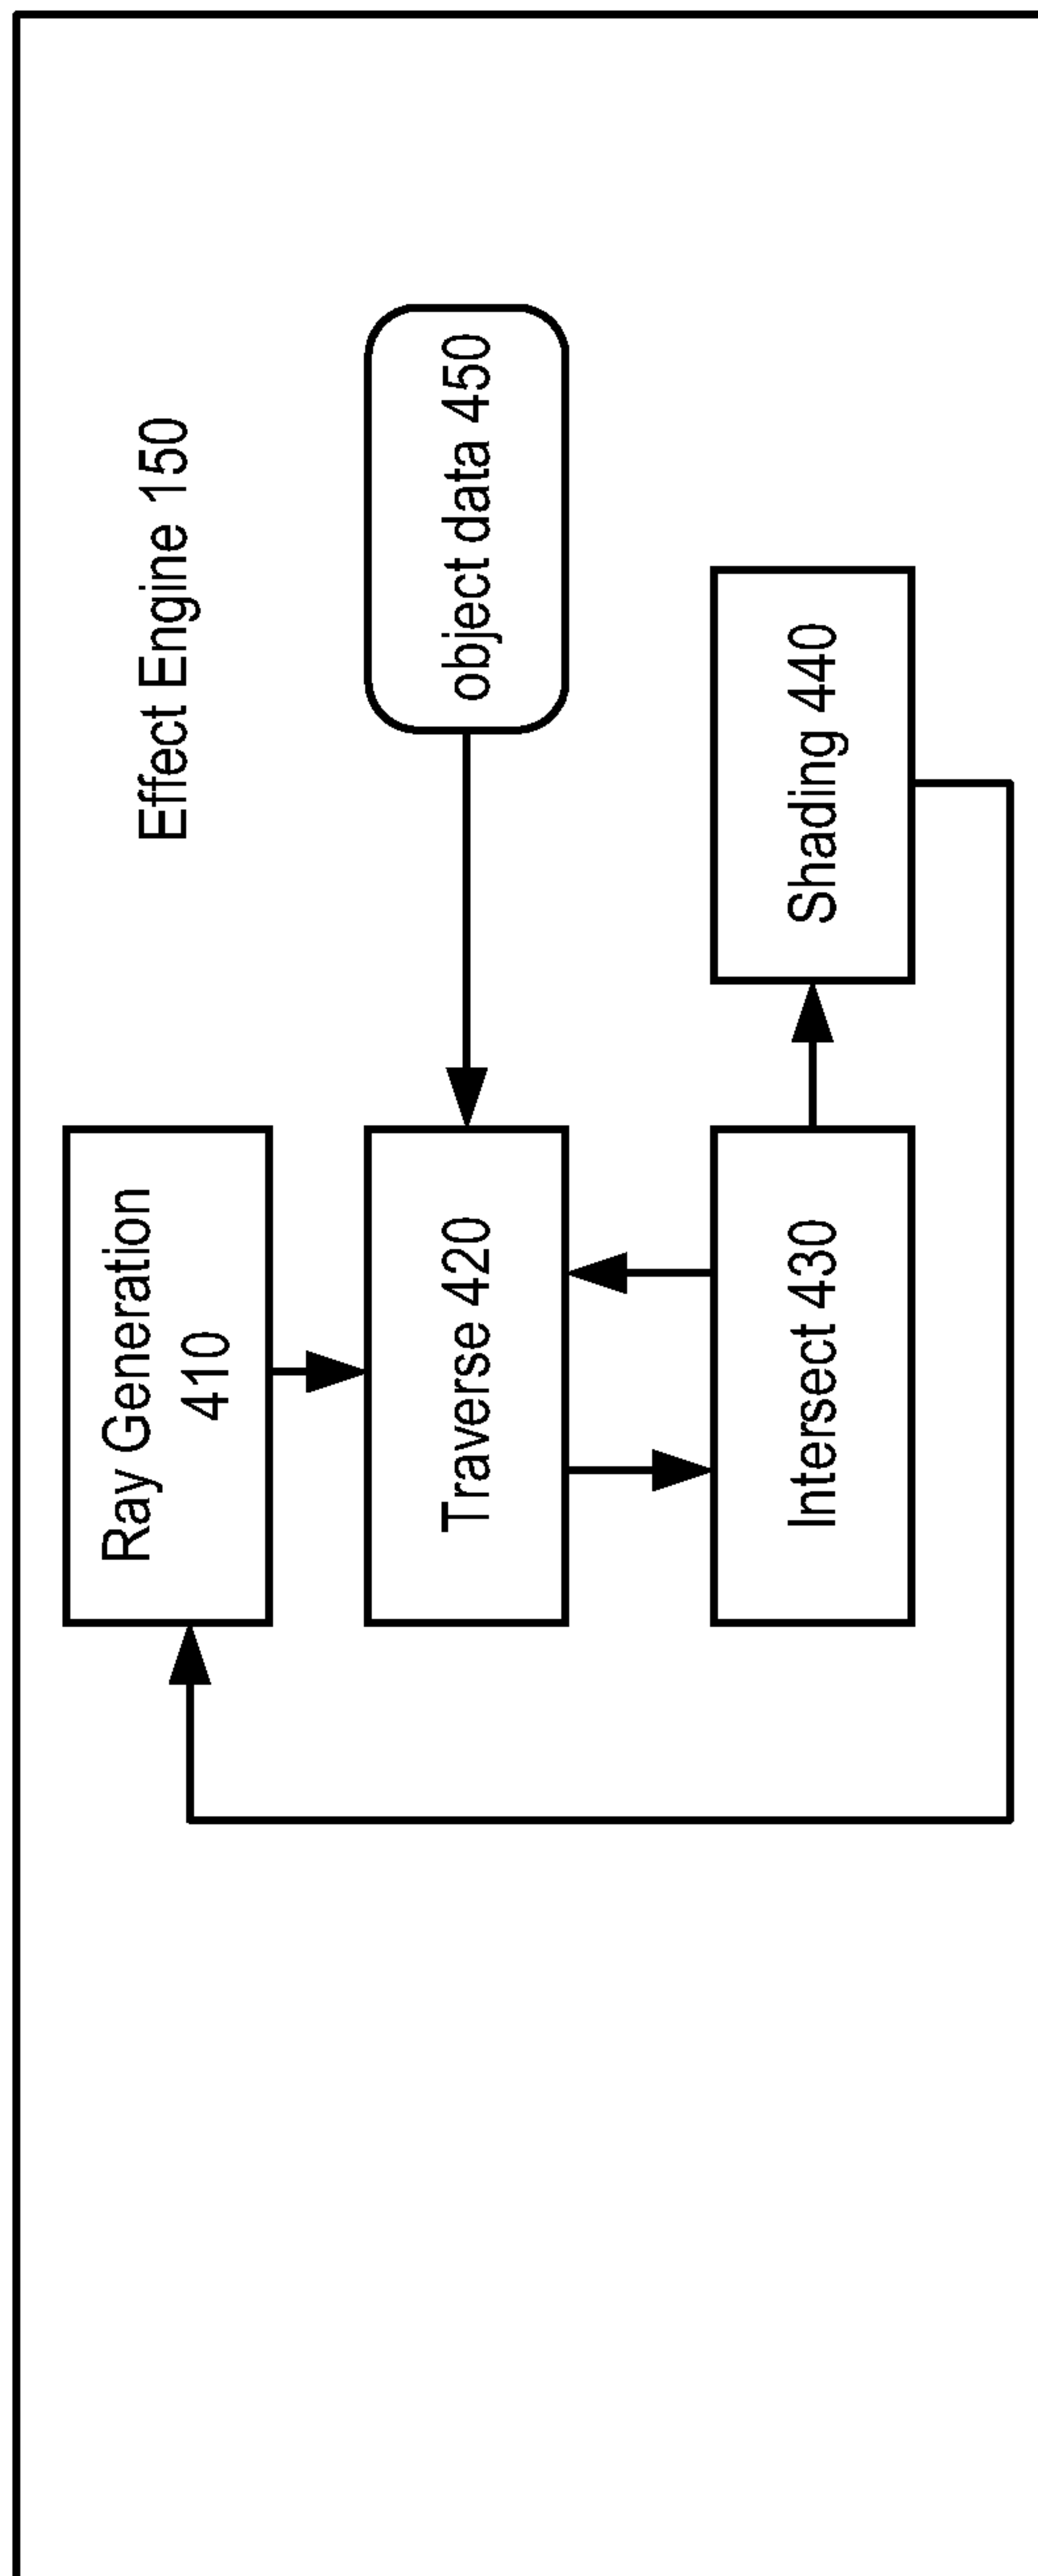 Effect Engine 150
Ray Generation
410
Traverse 420
object data 450
Intersect 430
Shading 440